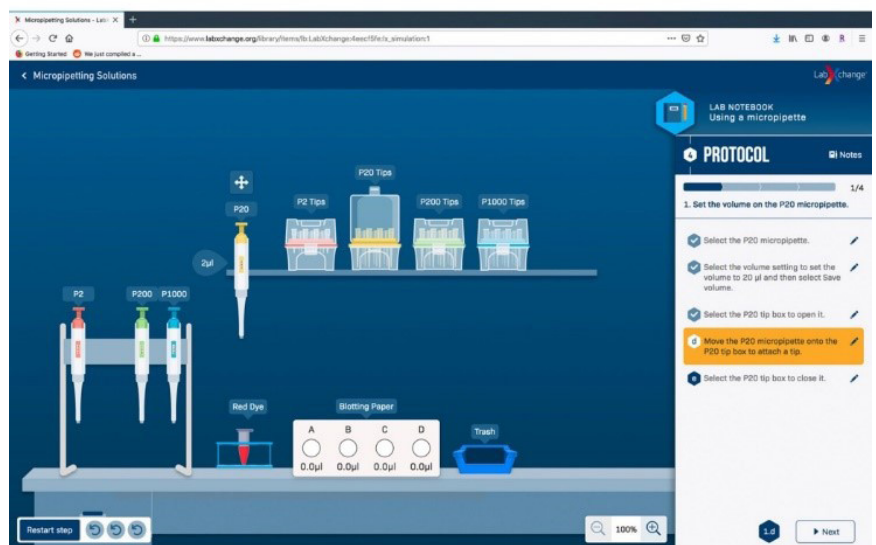 Micropipetting Solutions - Lab
https://www.labxchange.org/library/items/lb:LabXchange:4eecf5fe:lx_simulation:1
Getting Started
We just compiled a ...
Micropipetting Solutions
LabXchange
LAB NOTEBOOK
Using a micropipette
4 PROTOCOL
Notes
1/4
1. Set the volume on the P20 micropipette.
Select the P20 micropipette.
Select the volume setting to set the
volume to 20 µl and then select Save
volume.
Select the P20 tip box to open it.
d Move the P20 micropipette onto the
P20 tip box to attach a tip.
e Select the P20 tip box to close it.
P20 Tips
P20
P2 Tips
P200 Tips
P1000 Tips
2µl
P2
P200
P1000
Red Dye
Blotting Paper
A B C D
0.0µl 0.0µl 0.0µl 0.0µl
Trash
Restart step
100%
1.d
Next